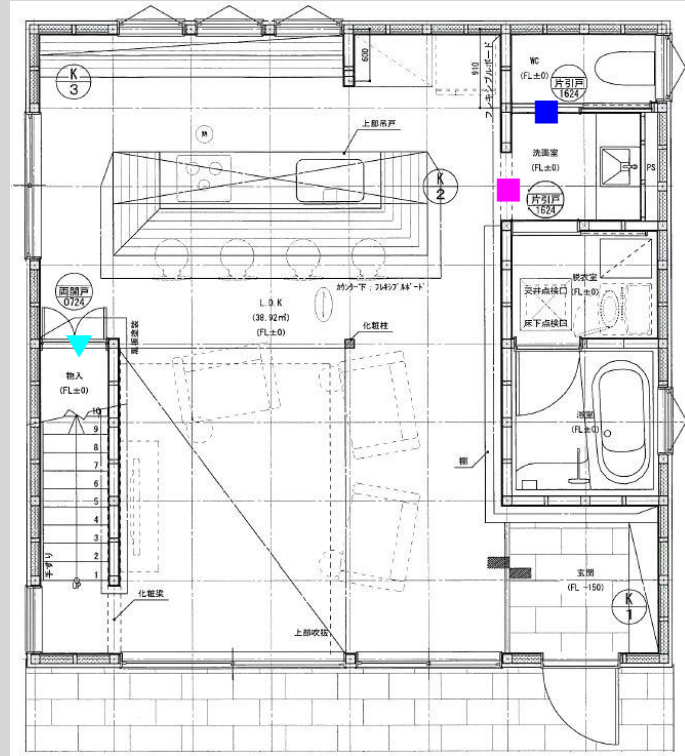 K
3
600
910
フレキシブルボード
WC
(FL±0)
片引戸
1624
上部吊戸
洗面室
(FL±0)
PS
K
2
片引戸
1624
両開戸
0724
カウンター下：フレキシブルボード
L.D.K
(38.92㎡)
(FL±0)
脱衣室
天井点検口
(FL±0)
床下点検口
化粧柱
物入
(FL±0)
浴室
(FL±0)
棚
10
9
8
7
6
5
4
3
2
1
手すり
UP
化粧梁
上部吹抜
玄関
(FL -150)
K
1